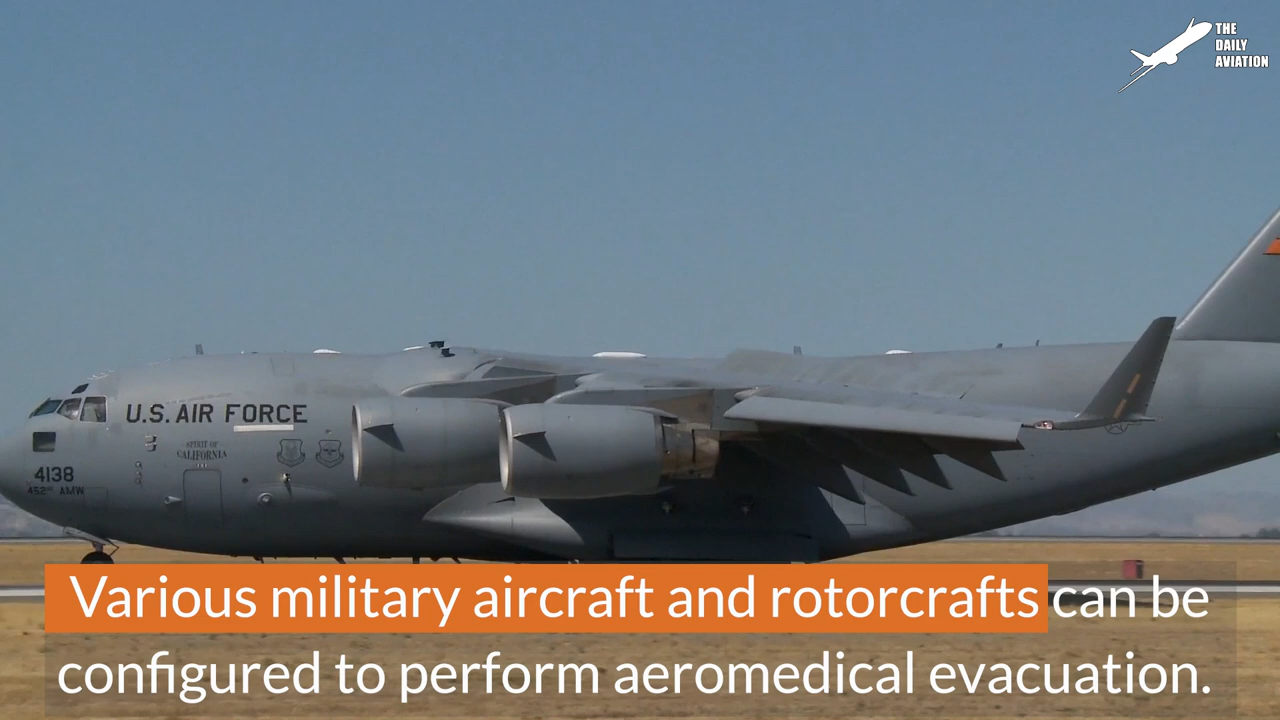 THE
DAILY
AVIATION
U.S. AIR FORCE
SPIRIT OF
CALIFORNIA
4138
452ND AMW
Various military aircraft and rotorcrafts can be
configured to perform aeromedical evacuation.